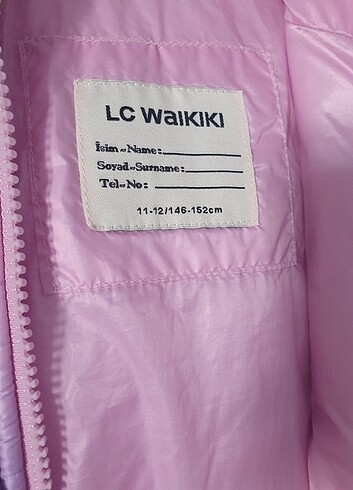 LC WaIKIKI
İsim-Name:
Soyad-Surname:
Tel-No:
11-12/146-152cm